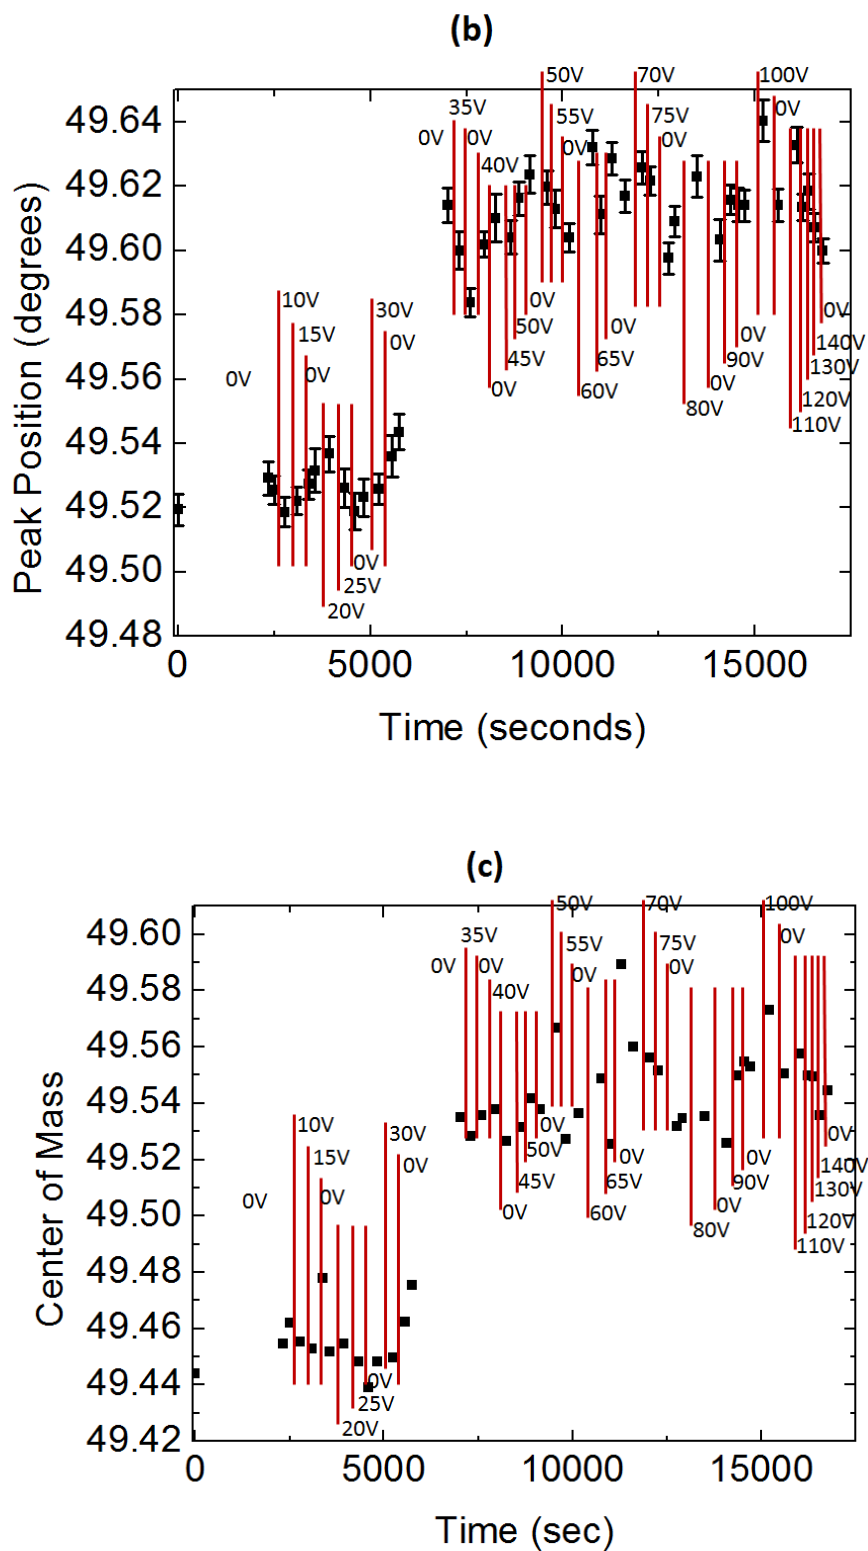 (b)
50V 70V 100V
35V 55V 75V 0V
0V 0V 0V 0V
40V
49.64
49.62
49.60
49.58
49.56
49.54
49.52
49.50
49.48
Peak Position (degrees)
10V 30V 0V 0V
15V 0V 50V 0V 0V 140V
0V 0V 45V 65V 90V 130V
0V 60V 0V 120V
80V 110V
0V
25V
20V
0 5000 10000 15000
Time (seconds)
(c)
50V 70V 100V
35V 55V 75V 0V
0V 0V 0V 0V
40V
49.60
49.58
49.56
49.54
49.52
49.50
49.48
49.46
49.44
49.42
Center of Mass
10V 30V 0V 0V
15V 0V 50V 0V 0V 140V
0V 0V 45V 65V 90V 130V
0V 60V 0V 120V
80V 110V
0V
25V
20V
0 5000 10000 15000
Time (sec)